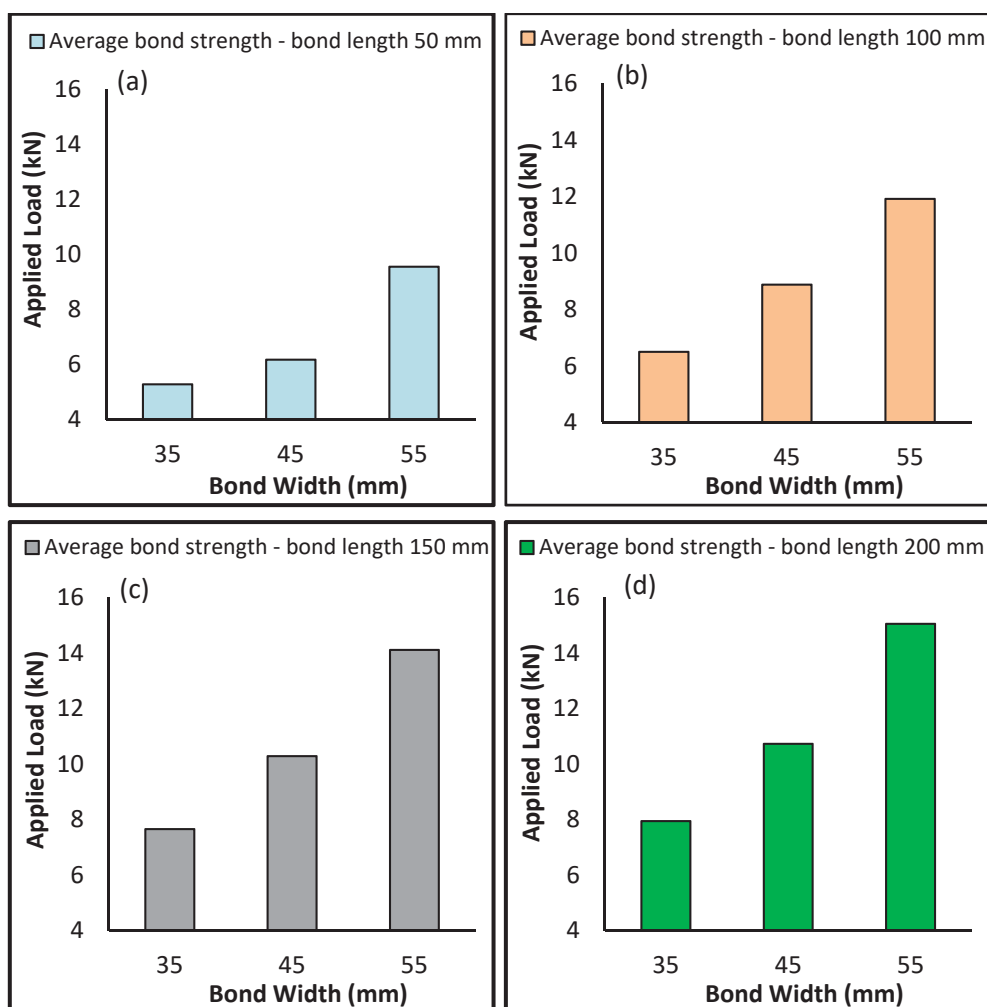 Average bond strength - bond length 50 mm
(a)
16
14
12
10
8
6
4
Applied Load (kN)
35 45 55
Bond Width (mm)
Average bond strength - bond length 100 mm
(b)
16
14
12
10
8
6
4
Applied Load (kN)
35 45 55
Bond Width (mm)
Average bond strength - bond length 150 mm
(c)
16
14
12
10
8
6
4
Applied Load (kN)
35 45 55
Bond Width (mm)
Average bond strength - bond length 200 mm
(d)
16
14
12
10
8
6
4
Applied Load (kN)
35 45 55
Bond Width (mm)